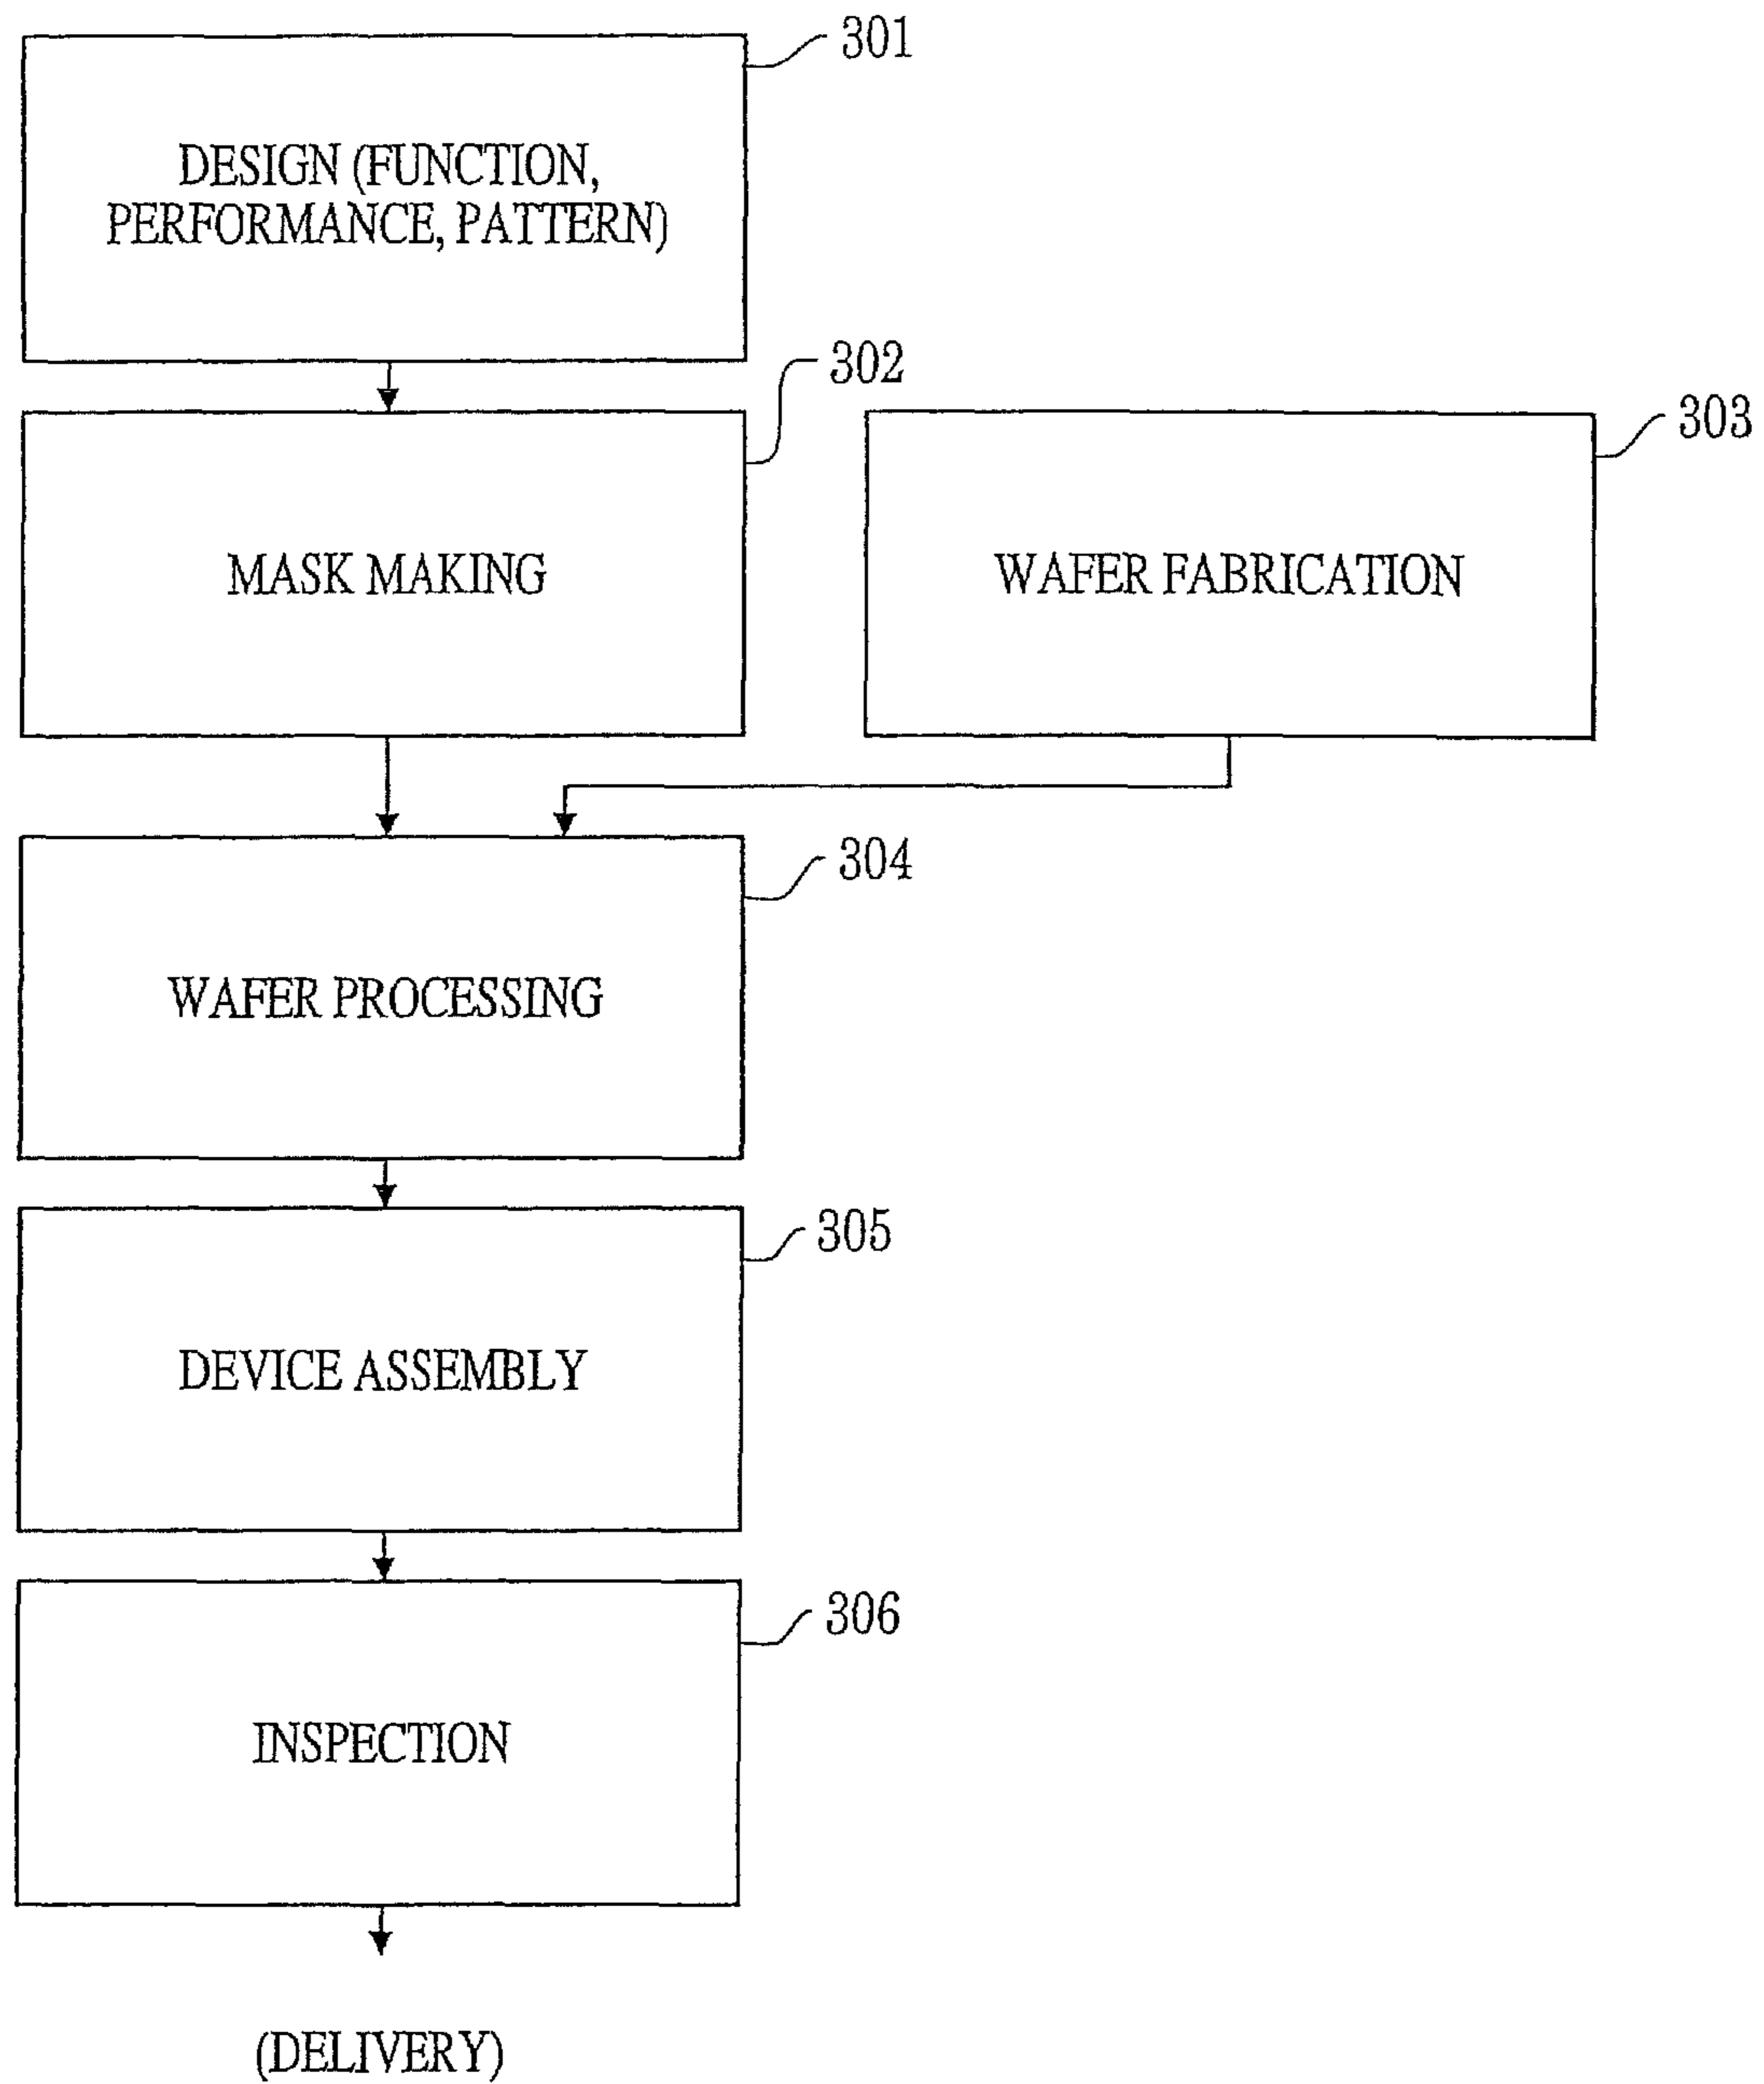 301
DESIGN (FUNCTION,
PERFORMANCE, PATTERN)
302
303
MASK MAKING
WAFER FABRICATION
304
WAFER PROCESSING
305
DEVICE ASSEMBLY
306
INSPECTION
(DELIVERY)